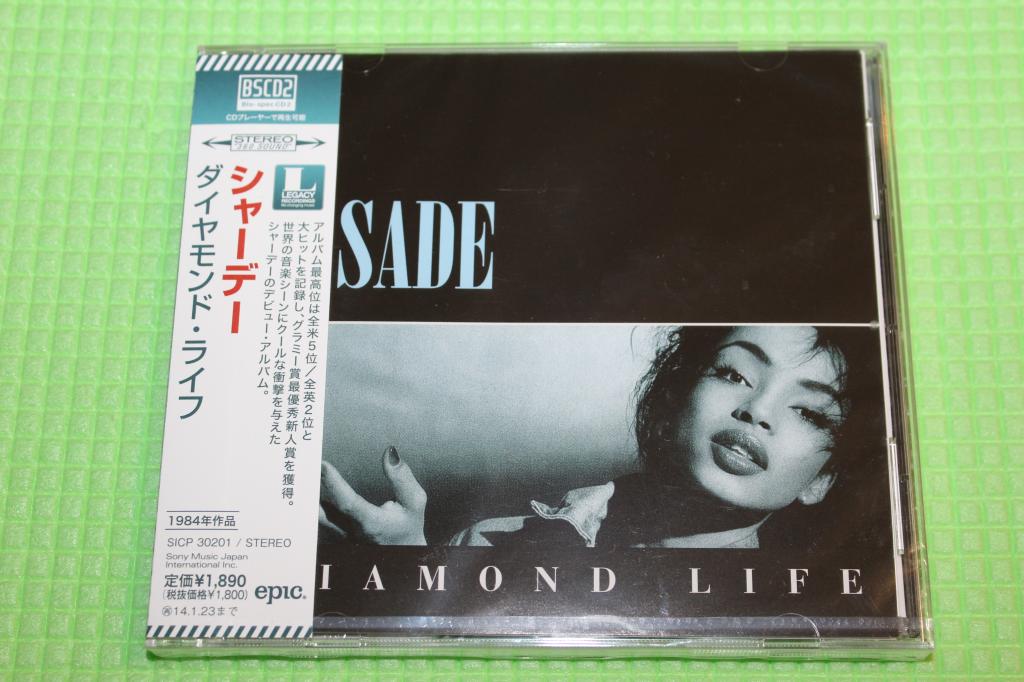 BSCD2
Blu-spec CD2
CDプレーヤーで再生可能
STEREO
"360 SOUND"
L
LEGACY
RECORDINGS
シャーデー
ダイヤモンド・ライフ
アルバム最高位は全米5位/全英2位と
大ヒットを記録し、グラミー賞最優秀新人賞を獲得。
世界の音楽シーンにクールな衝撃を与えた
シャーデーのデビュー・アルバム。
1984年作品
SICP 30201 / STEREO
Sony Music Japan
International Inc.
定価¥1,890
(税抜価格¥1,800)
epic.
14.1.23まで
SADE
IAMOND LIFE